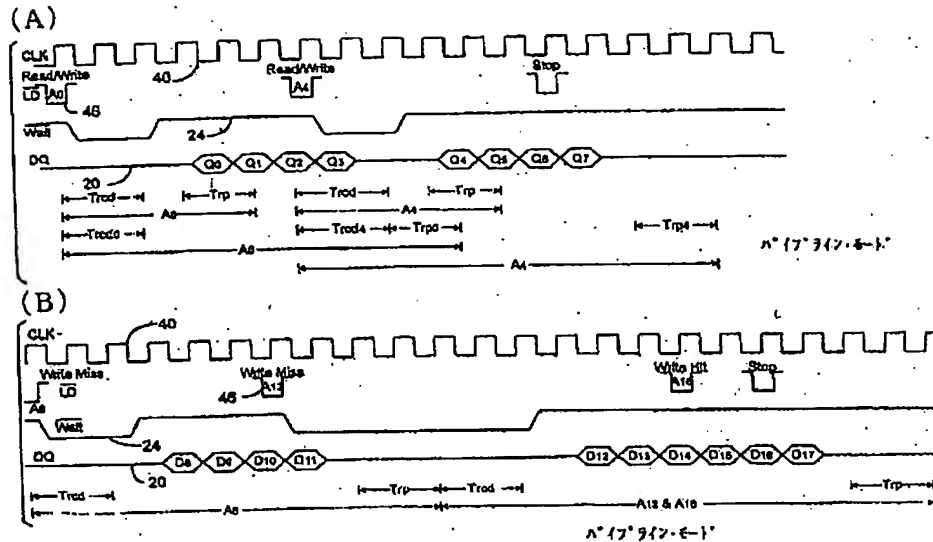 (A)
CLK
40
Read/Write Read/Write Stop
LD A0 A4
46
Wait 24
DQ Q0 Q1 Q2 Q3 Q4 Q5 Q6 Q7
20
Trcd Trp Trcd Trp
A0 A4
Trcd0 Trcd4 Trp0 Trp4
A0
A4
パイプライン・モード
(B)
CLK 40
Write Miss Write Miss Write Hit Stop
LD A12 A16
46
A8
Wait
24
DQ D8 D9 D10 D11 D12 D13 D14 D15 D16 D17
20
Trcd Trp Trcd Trp
A8 A12 & A16
パイプライン・モード